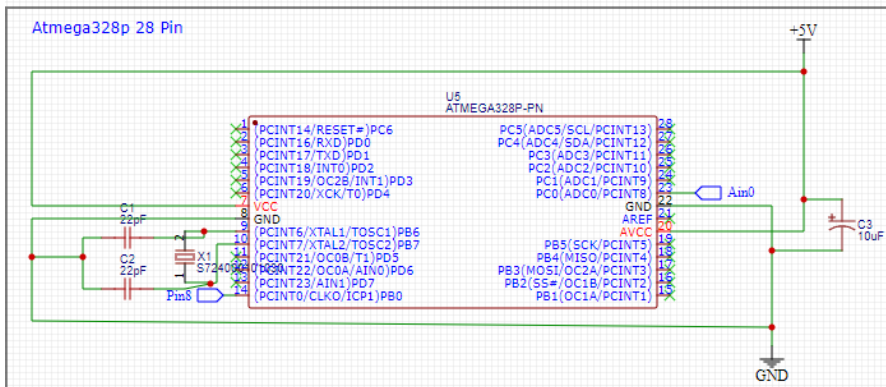 Atmega328p 28 Pin
+5V
U5
ATMEGA328P-PN
1 (PCINT14/RESET#)PC6
2 (PCINT16/RXD)PD0
3 (PCINT17/TXD)PD1
4 (PCINT18/INT0)PD2
5 (PCINT19/OC2B/INT1)PD3
6 (PCINT20/XCK/T0)PD4
7 VCC
8 GND
9 (PCINT6/XTAL1/TOSC1)PB6
10 (PCINT7/XTAL2/TOSC2)PB7
11 (PCINT21/OC0B/T1)PD5
12 (PCINT22/OC0A/AIN0)PD6
13 (PCINT23/AIN1)PD7
14 (PCINT0/CLKO/ICP1)PB0
PC5(ADC5/SCL/PCINT13) 28
PC4(ADC4/SDA/PCINT12) 27
PC3(ADC3/PCINT11) 26
PC2(ADC2/PCINT10) 25
PC1(ADC1/PCINT9) 24
PC0(ADC0/PCINT8) 23
GND 22
AREF 21
AVCC 20
PB5(SCK/PCINT5) 19
PB4(MISO/PCINT4) 18
PB3(MOSI/OC2A/PCINT3) 17
PB2(SS#/OC1B/PCINT2) 16
PB1(OC1A/PCINT1) 15
Ain0
C1
22pF
C2
22pF
2
X1
1
Pin8
C3
10uF
+
GND